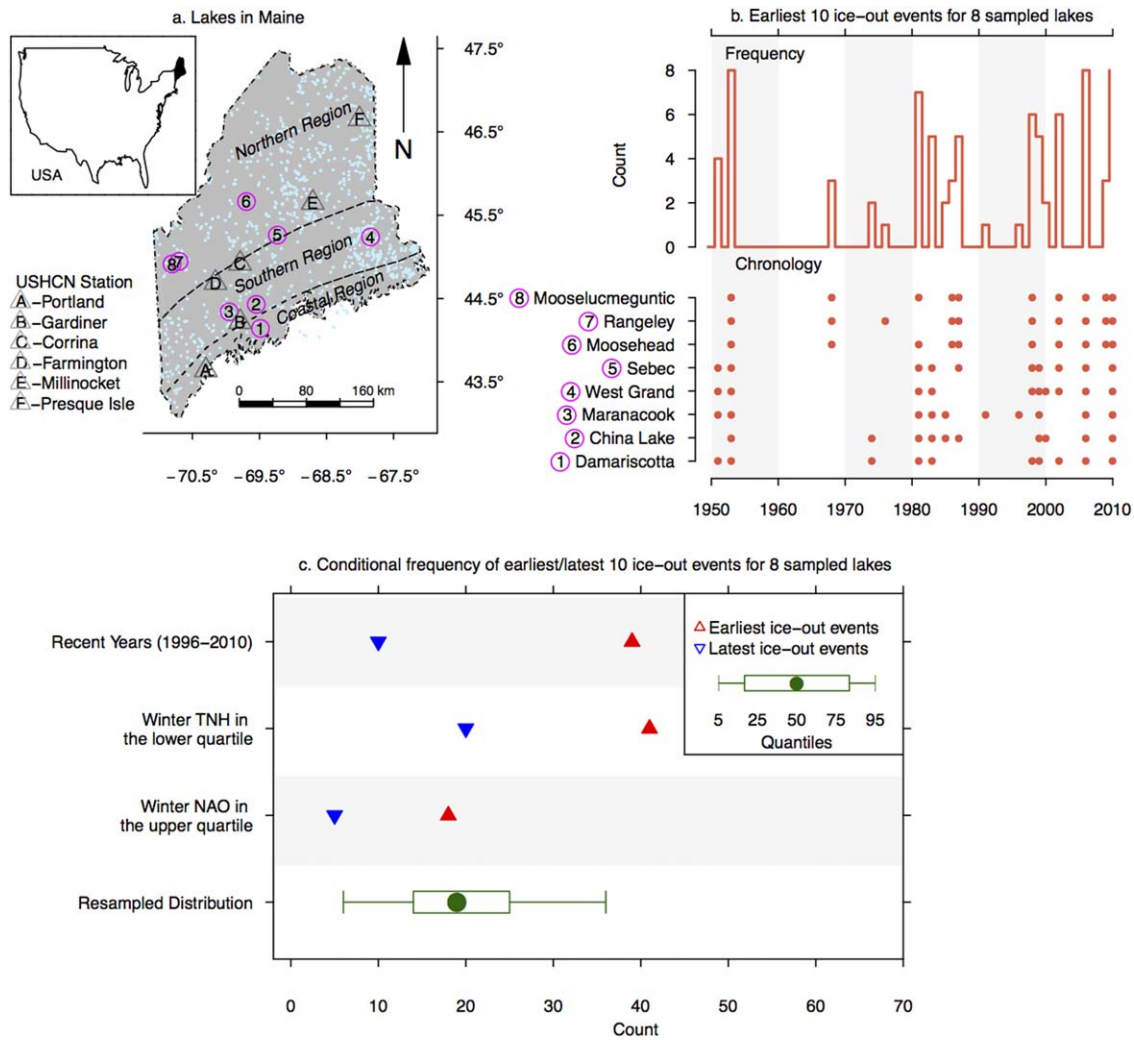 a. Lakes in Maine
USA
47.5°
46.5°
45.5°
44.5°
43.5°
N
Northern Region
Southern Region
Coastal Region
F
6
E
5
4
8
7
C
D
3
2
B
1
A
USHCN Station
A–Portland
B–Gardiner
C–Corrina
D–Farmington
E–Millinocket
F–Presque Isle
0 80 160 km
−70.5° −69.5° −68.5° −67.5°
b. Earliest 10 ice−out events for 8 sampled lakes
Frequency
Count
8
6
4
2
0
Chronology
8 Mooselucmeguntic
7 Rangeley
6 Moosehead
5 Sebec
4 West Grand
3 Maranacook
2 China Lake
1 Damariscotta
1950 1960 1970 1980 1990 2000 2010
c. Conditional frequency of earliest/latest 10 ice−out events for 8 sampled lakes
Recent Years (1996−2010)
Winter TNH in
the lower quartile
Winter NAO in
the upper quartile
Resampled Distribution
Earliest ice−out events
Latest ice−out events
5 25 50 75 95
Quantiles
0 10 20 30 40 50 60 70
Count